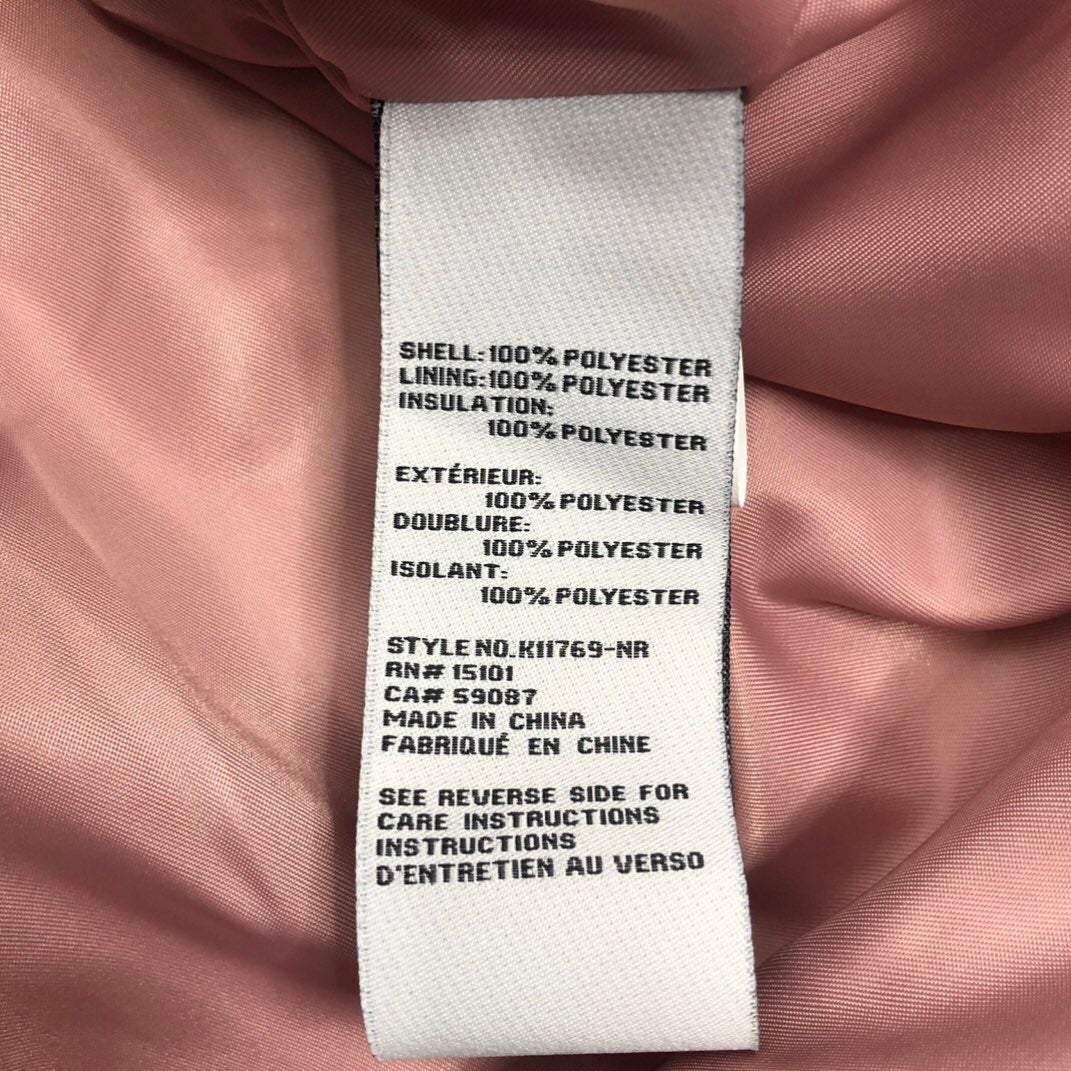 SHELL:100% POLYESTER
LINING:100% POLYESTER
INSULATION:
100% POLYESTER
EXTÉRIEUR:
100% POLYESTER
DOUBLURE:
100% POLYESTER
ISOLANT:
100% POLYESTER
STYLE NO.K11769-NR
RN# 15101
CA# 59087
MADE IN CHINA
FABRIQUÉ EN CHINE
SEE REVERSE SIDE FOR
CARE INSTRUCTIONS
INSTRUCTIONS
D'ENTRETIEN AU VERSO